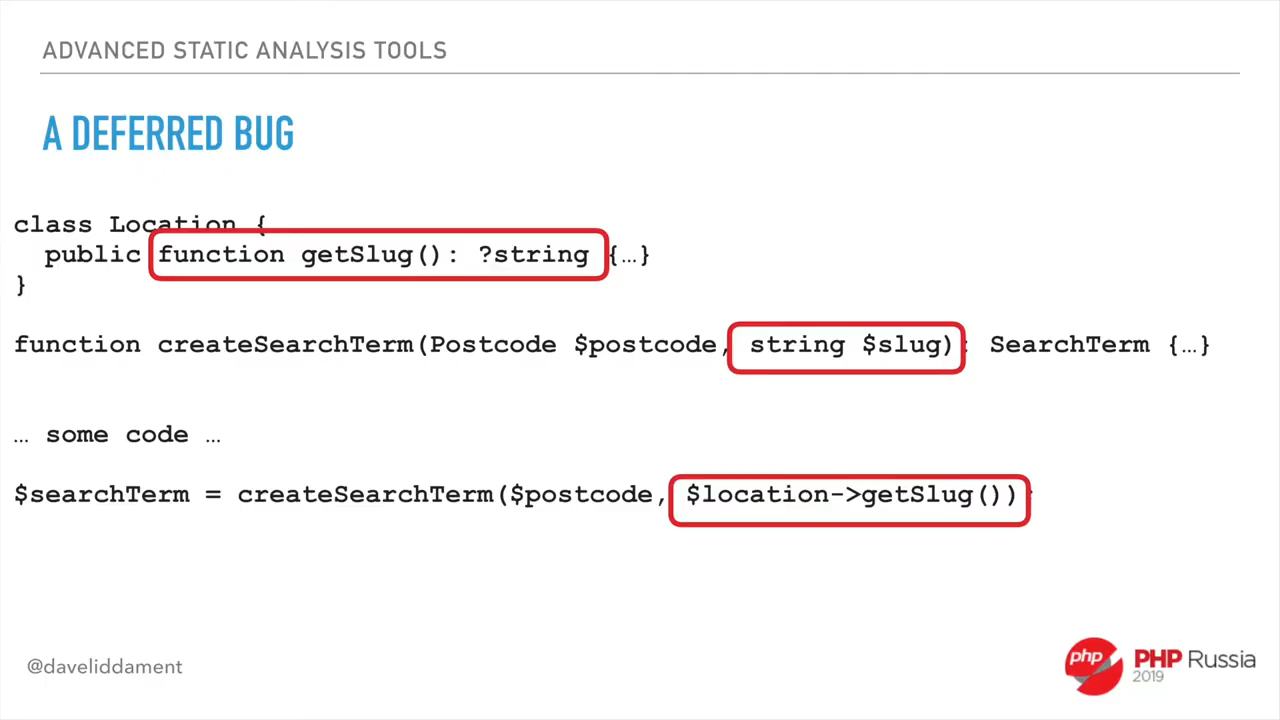 ADVANCED STATIC ANALYSIS TOOLS
A DEFERRED BUG
class Location {
public function getSlug(): ?string {…}
}
function createSearchTerm(Postcode $postcode, string $slug): SearchTerm {…}
… some code …
$searchTerm = createSearchTerm($postcode, $location->getSlug());
@daveliddament
php PHP Russia
2019